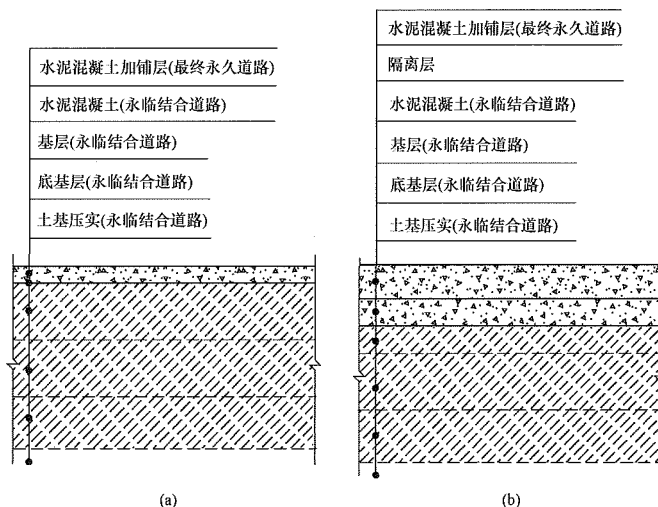 水泥混凝土加铺层(最终永久道路)
水泥混凝土(永临结合道路)
基层(永临结合道路)
底基层(永临结合道路)
土基压实(永临结合道路)
(a)
水泥混凝土加铺层(最终永久道路)
隔离层
水泥混凝土(永临结合道路)
基层(永临结合道路)
底基层(永临结合道路)
土基压实(永临结合道路)
(b)